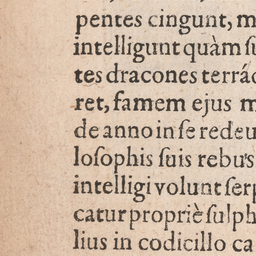 pentes cingunt, m
intelligunt quàm ſu
tes dracones terrá
ret, famem ejus m
de anno in ſe redeu
loſophis ſuis rebus
intelligi volunt ſerp
catur propriè ſulph
lius in codicillo ca